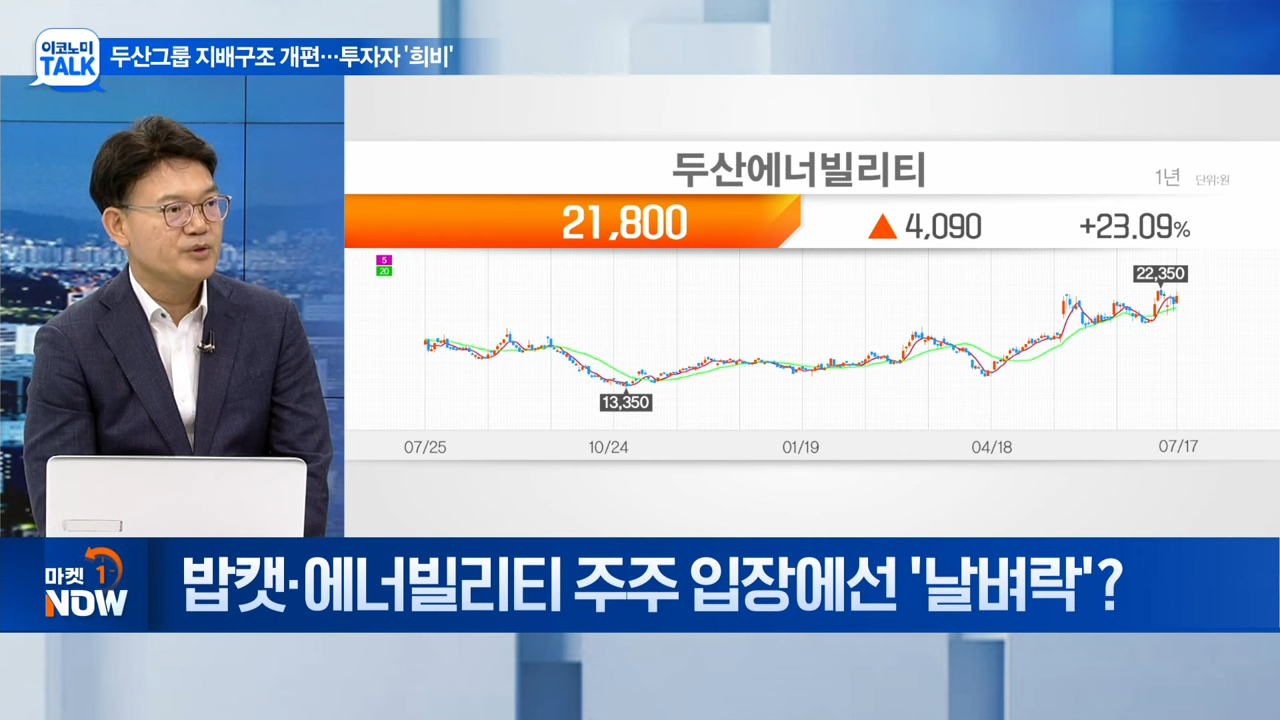 이코노미
TALK
두산그룹 지배구조 개편…투자자 '희비'
두산에너빌리티
1년 단위:원
21,800
▲ 4,090
+23.09%
5
20
22,350
13,350
07/25 10/24 01/19 04/18 07/17
마켓 1
NOW
밥캣·에너빌리티 주주 입장에선 '날벼락'?